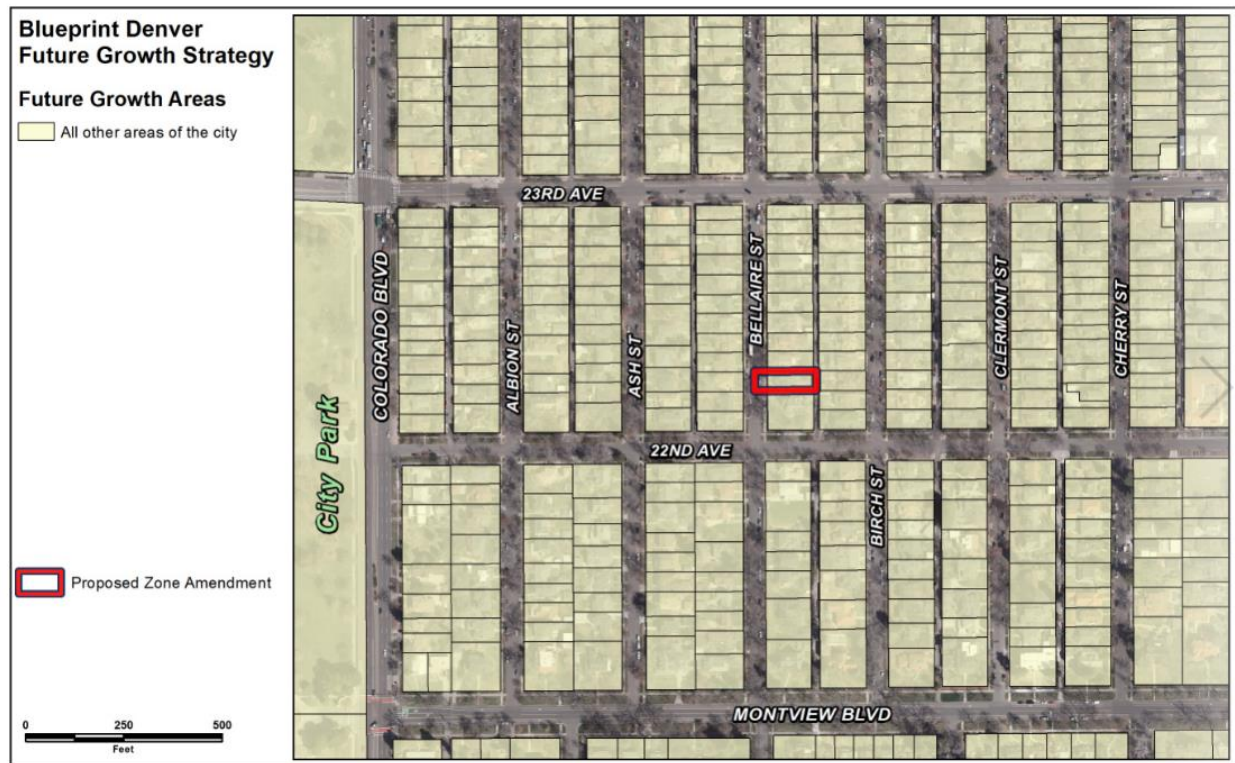 Blueprint Denver
Future Growth Strategy
Future Growth Areas
All other areas of the city
Proposed Zone Amendment
0 250 500
Feet
23RD AVE
COLORADO BLVD
ALBION ST
ASH ST
BELLAIRE ST
CLERMONT ST
CHERRY ST
City Park
22ND AVE
BIRCH ST
MONTVIEW BLVD